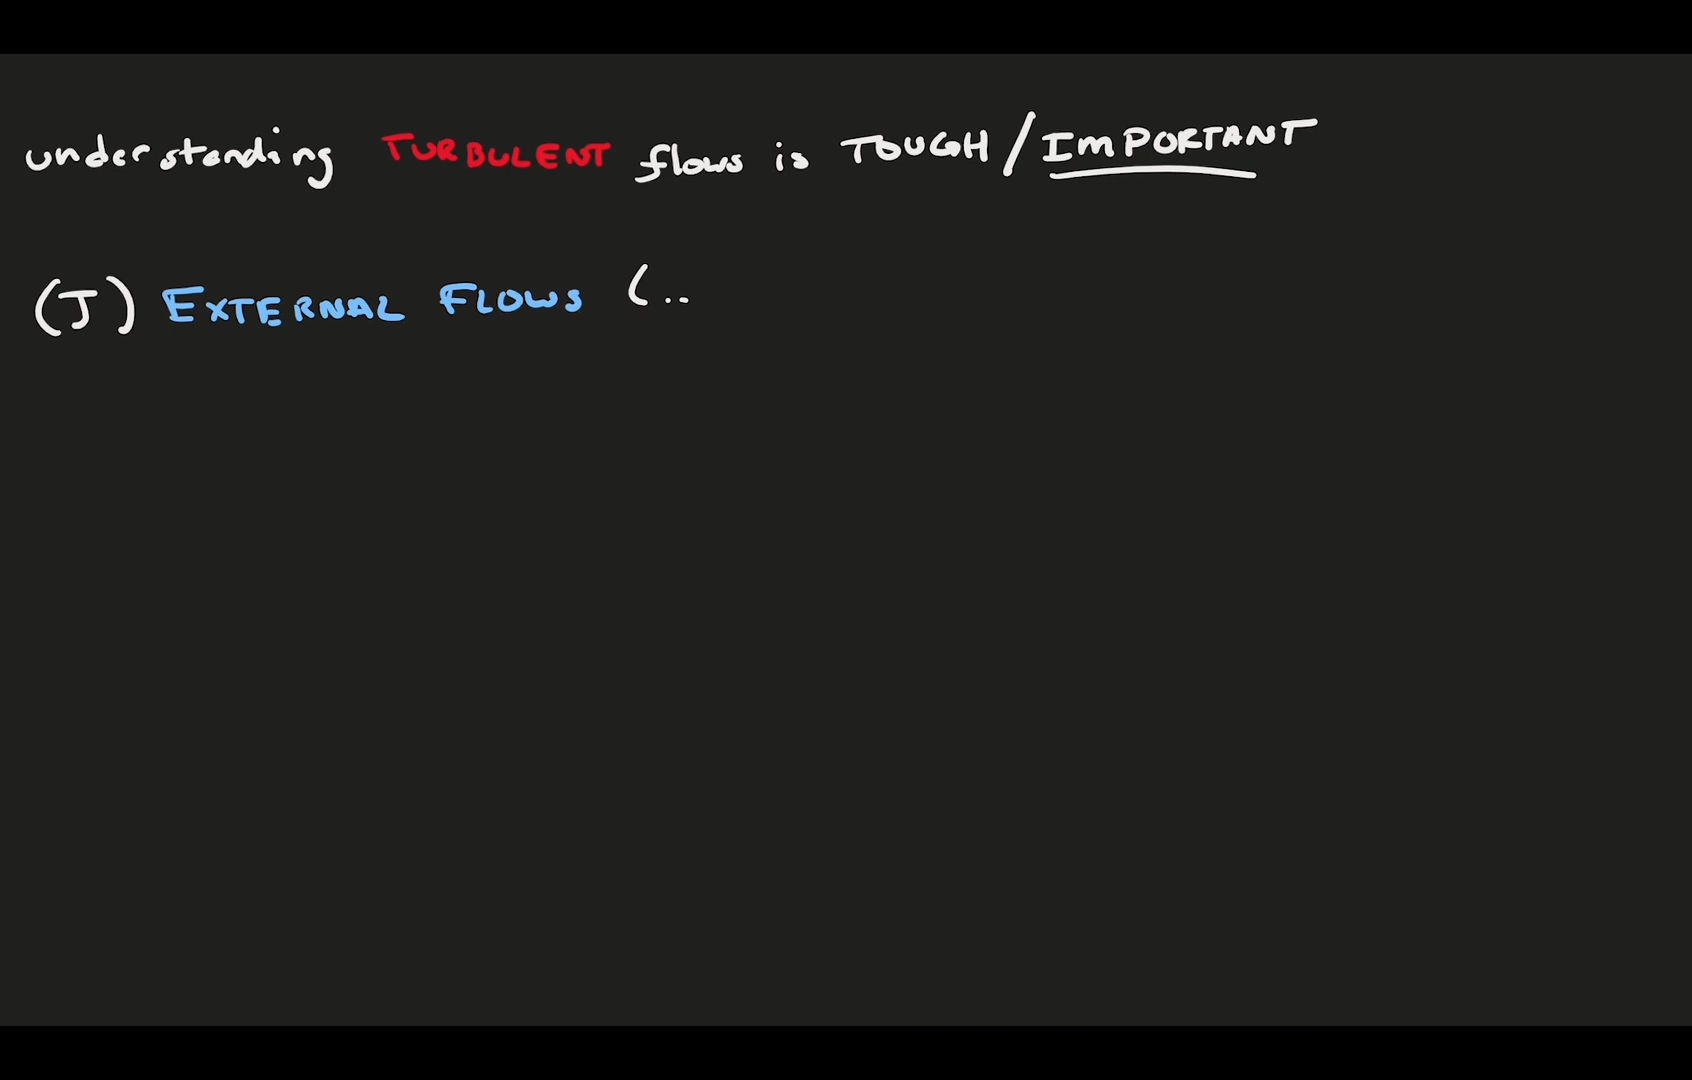 understanding TURBULENT flows is TOUGH/IMPORTANT
(J) EXTERNAL FLOWS (..